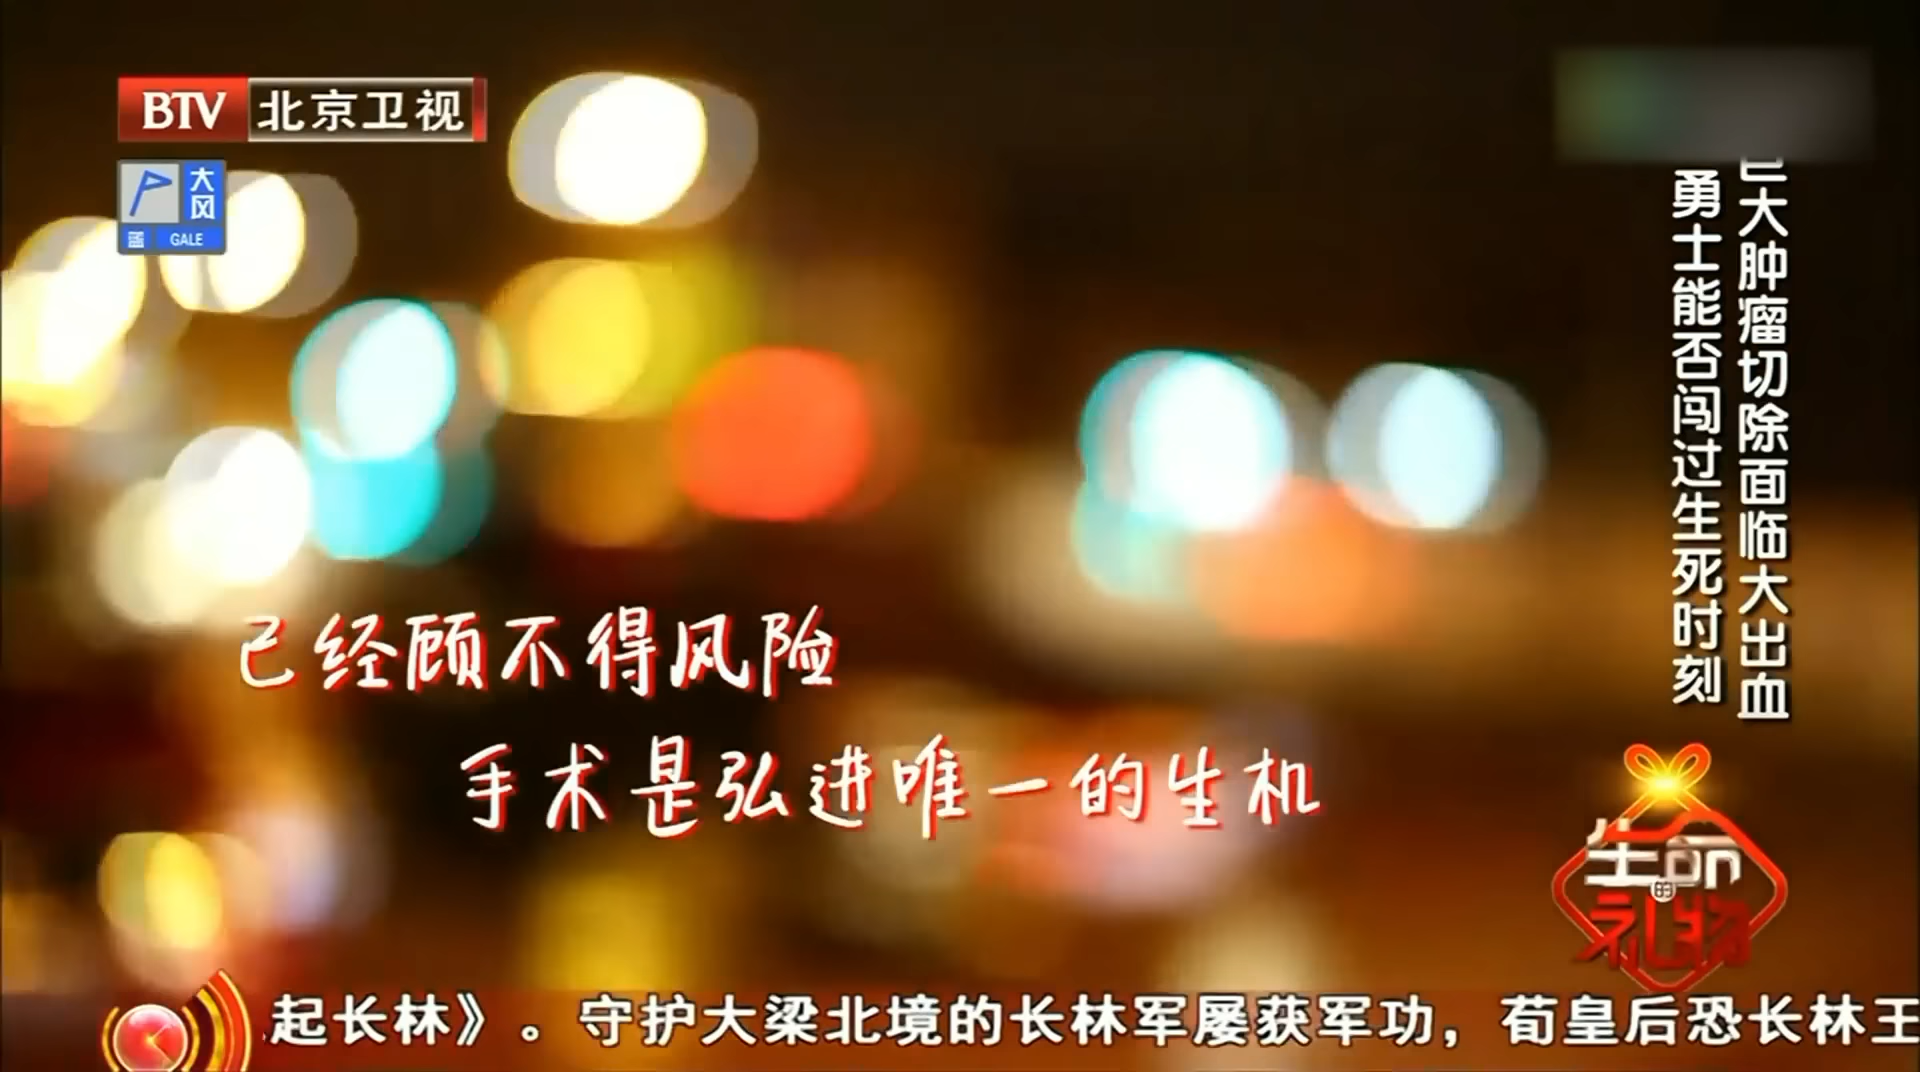 BTV 北京卫视
大风
GALE
大肿瘤切除面临大出血
勇士能否闯过生死时刻
已经顾不得风险
手术是弘进唯一的生机
生命的礼物
起长林》。守护大梁北境的长林军屡获军功，荀皇后恐长林王